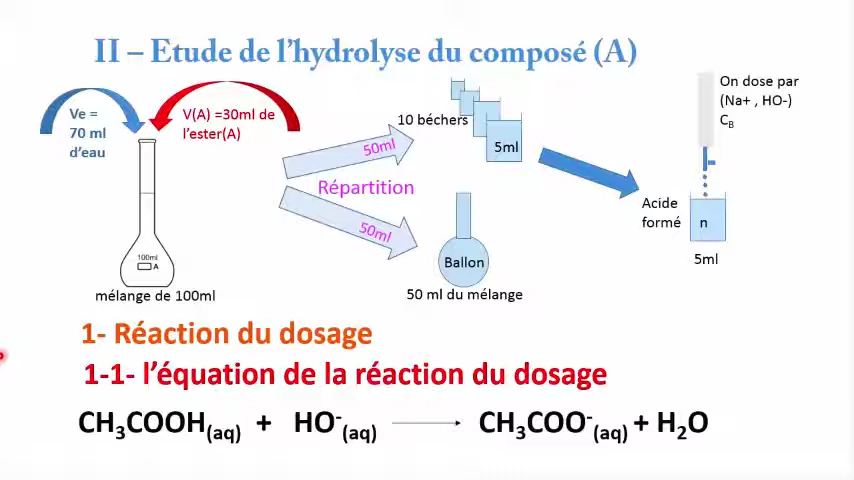 II – Etude de l’hydrolyse du composé (A)
Ve =
70 ml
d’eau
V(A) =30ml de
l’ester(A)
100ml
A
mélange de 100ml
50ml
Répartition
50ml
10 béchers
5ml
Ballon
50 ml du mélange
On dose par
(Na+ , HO-)
C_B
Acide
formé
n
5ml
1- Réaction du dosage
1-1- l’équation de la réaction du dosage
CH₃COOH(aq) + HO⁻(aq) → CH₃COO⁻(aq) + H₂O